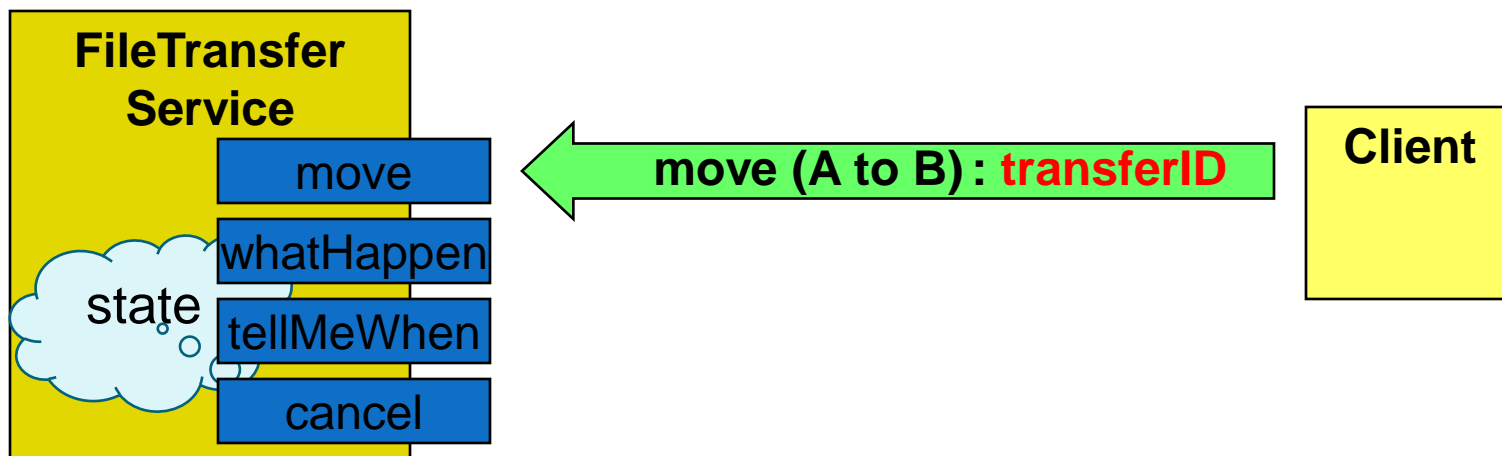 FileTransfer
Service
move
whatHappen
state
tellMeWhen
cancel
move (A to B) : transferID
Client